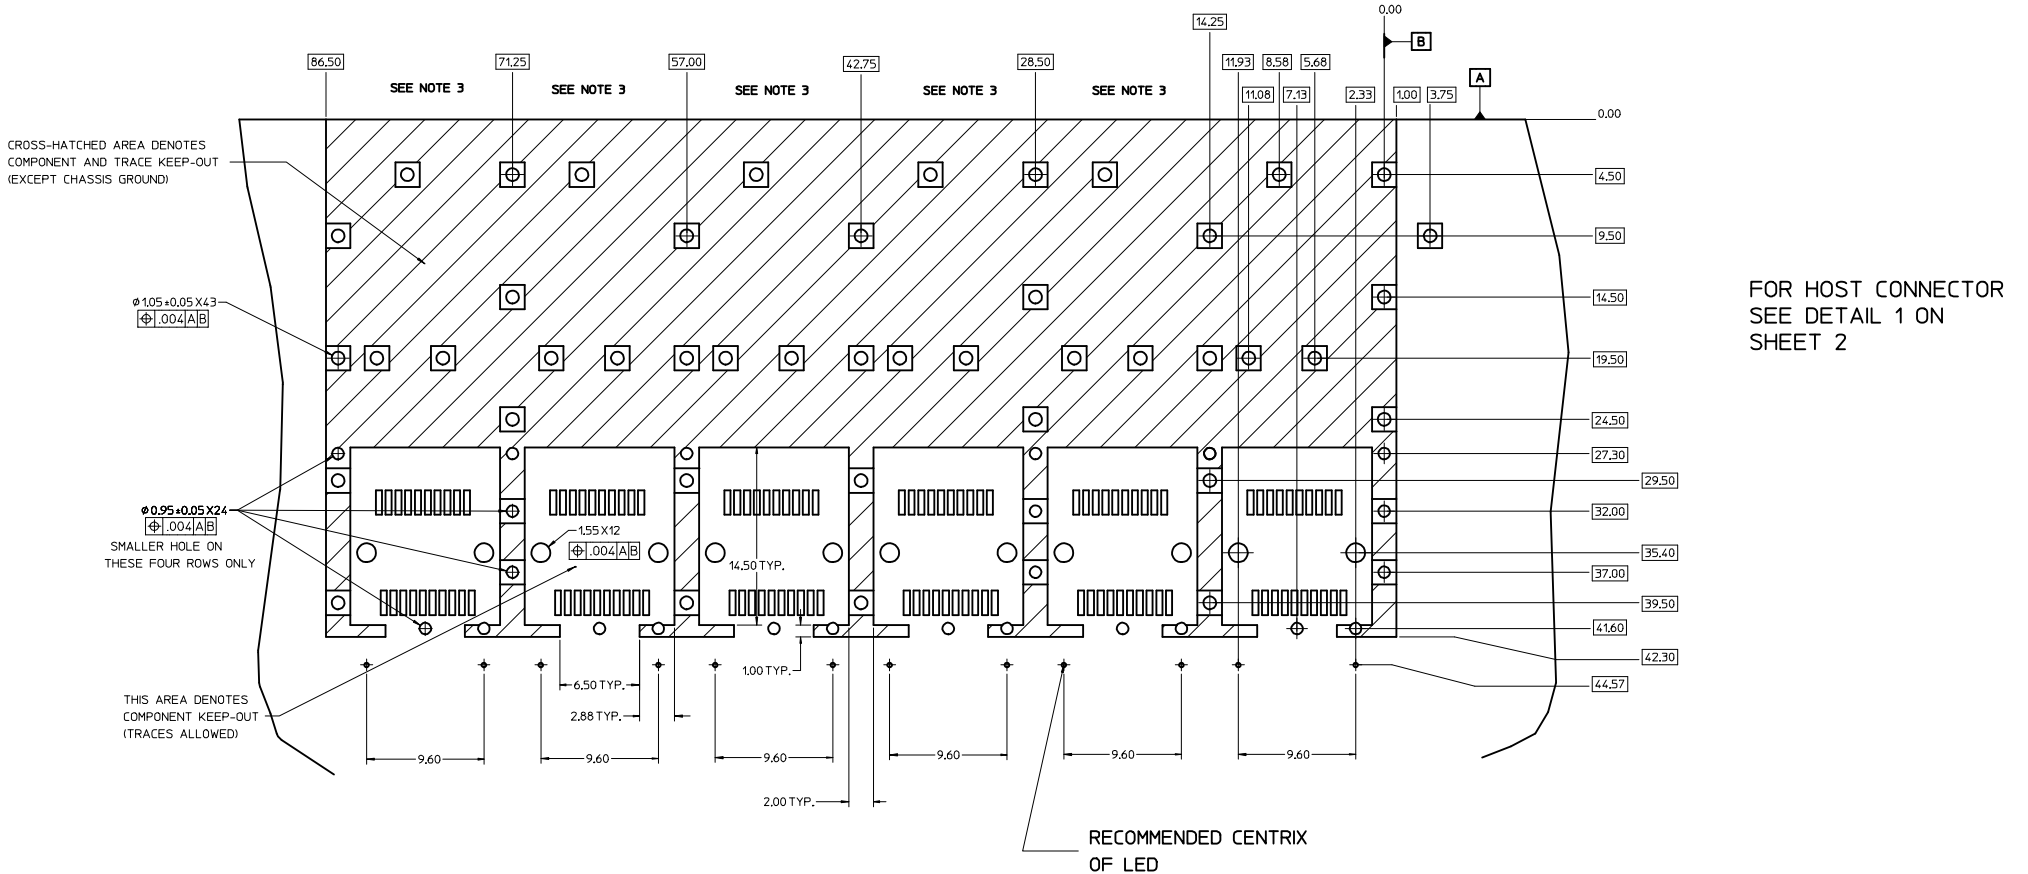 0.00
14.25
B
86.50
71.25
57.00
42.75
28.50
11.93
8.58
5.68
A
SEE NOTE 3
SEE NOTE 3
SEE NOTE 3
SEE NOTE 3
SEE NOTE 3
11.08
7.13
2.33
1.00
3.75
0.00
CROSS-HATCHED AREA DENOTES
COMPONENT AND TRACE KEEP-OUT
(EXCEPT CHASSIS GROUND)
4.50
9.50
14.50
19.50
24.50
27.30
29.50
32.00
35.40
37.00
39.50
41.60
42.30
44.57
FOR HOST CONNECTOR
SEE DETAIL 1 ON
SHEET 2
ø1.05±0.05 X43
⌖ .004 A B
ø0.95±0.05 X24
⌖ .004 A B
SMALLER HOLE ON
THESE FOUR ROWS ONLY
1.55 X12
⌖ .004 A B
14.50 TYP.
1.00 TYP.
6.50 TYP.
2.88 TYP.
THIS AREA DENOTES
COMPONENT KEEP-OUT
(TRACES ALLOWED)
9.60
9.60
9.60
9.60
9.60
9.60
2.00 TYP.
RECOMMENDED CENTRIX
OF LED